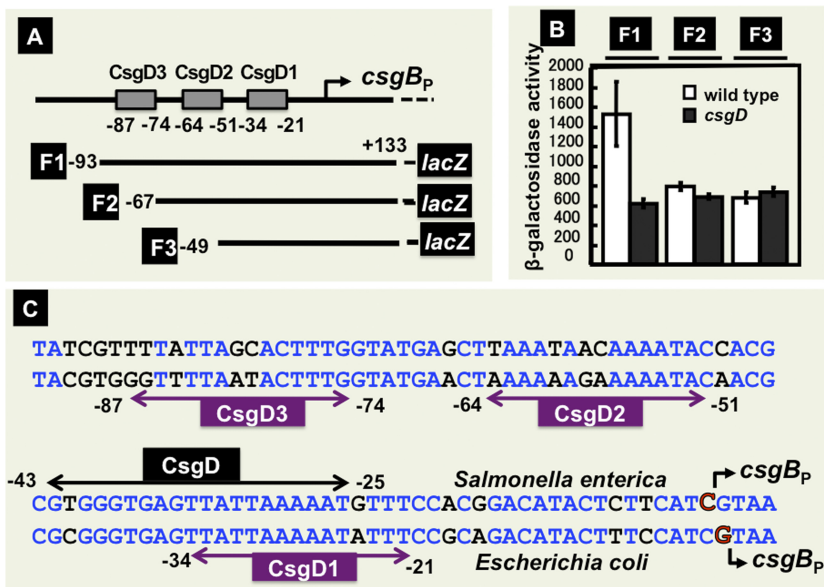 A
CsgD3 CsgD2 CsgD1
csgBP
-87 -74 -64 -51 -34 -21
+133
F1 -93 lacZ
F2 -67 lacZ
F3 -49 lacZ
B
F1 F2 F3
β-galactosidase activity
2000
1800
1600
1400
1200
1000
800
600
400
200
0
wild type
csgD
C
TATCGTTTTATTAGCACTTTGGTATGAGCTTAAATAACAAAATACCACG
TACGTGGGTTTTAATACTTTGGTATGAACTAAAAAAGAAAATACAACG
-87 CsgD3 -74 -64 CsgD2 -51
-43 CsgD -25
Salmonella enterica csgBP
CGTGGGTGAGTTATTAAAAATGTTTCCACGGACATACTCTTCATCGTAA
CGCGGGTGAGTTATTAAAAATATTTCCGCAGACATACTTTCCATCGTAA
-34 CsgD1 -21
Escherichia coli csgBP